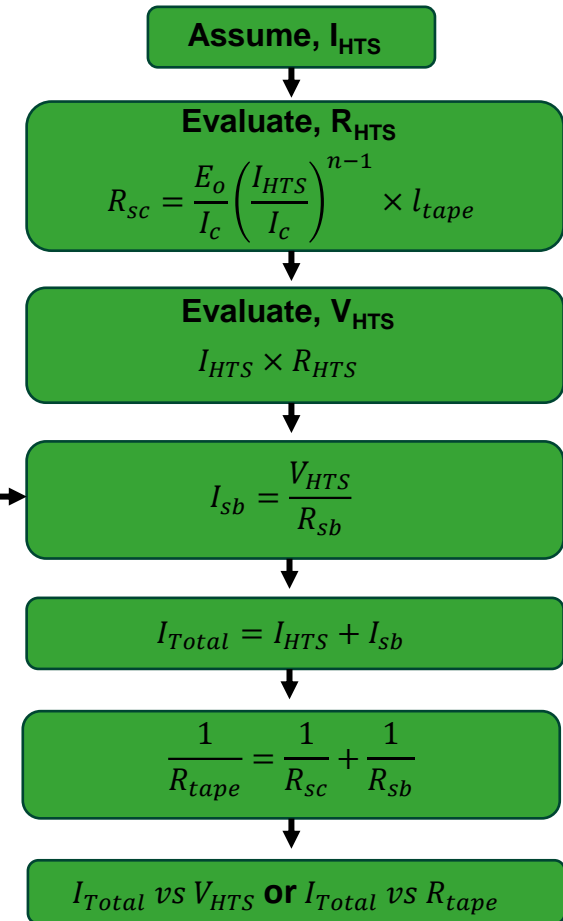 Assume, I_HTS
Evaluate, R_HTS
R_sc = E_o/I_c (I_HTS/I_c)^{n−1} × l_tape
Evaluate, V_HTS
I_HTS × R_HTS
I_sb = V_HTS/R_sb
I_Total = I_HTS + I_sb
1/R_tape = 1/R_sc + 1/R_sb
I_Total vs V_HTS or I_Total vs R_tape